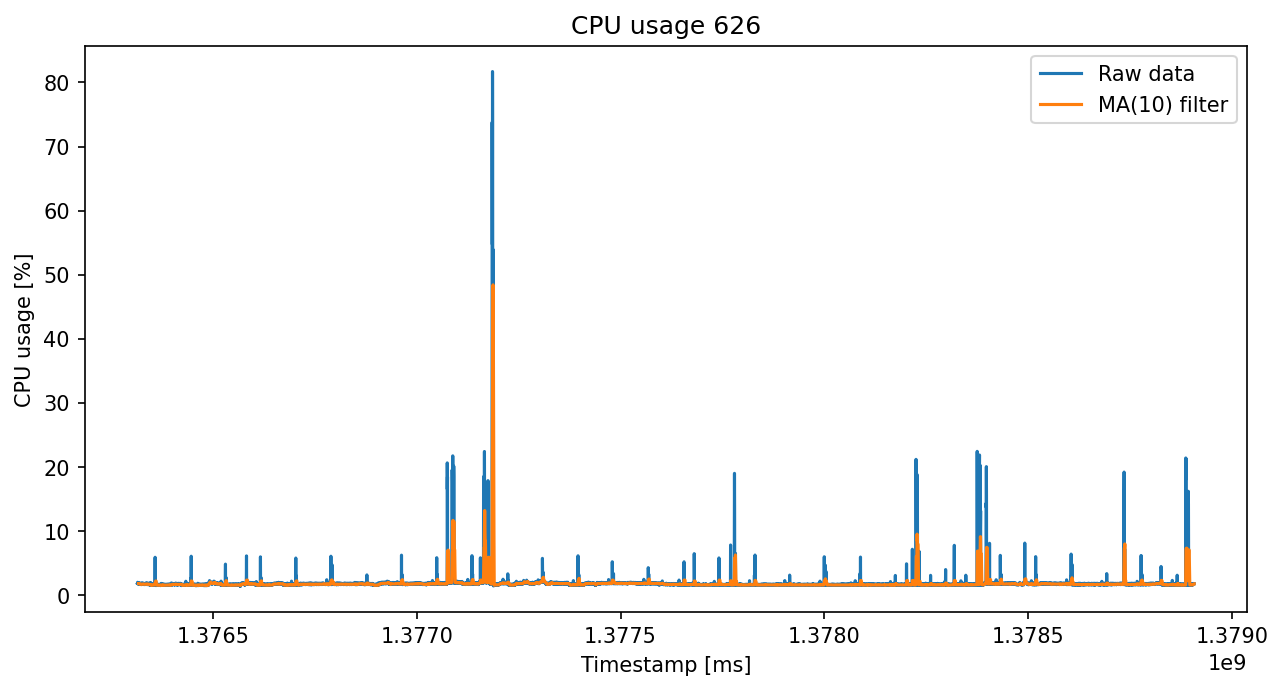 CPU usage 626
Raw data
MA(10) filter
CPU usage [%]
80
70
60
50
40
30
20
10
0
1.3765 1.3770 1.3775 1.3780 1.3785 1.3790
1e9
Timestamp [ms]